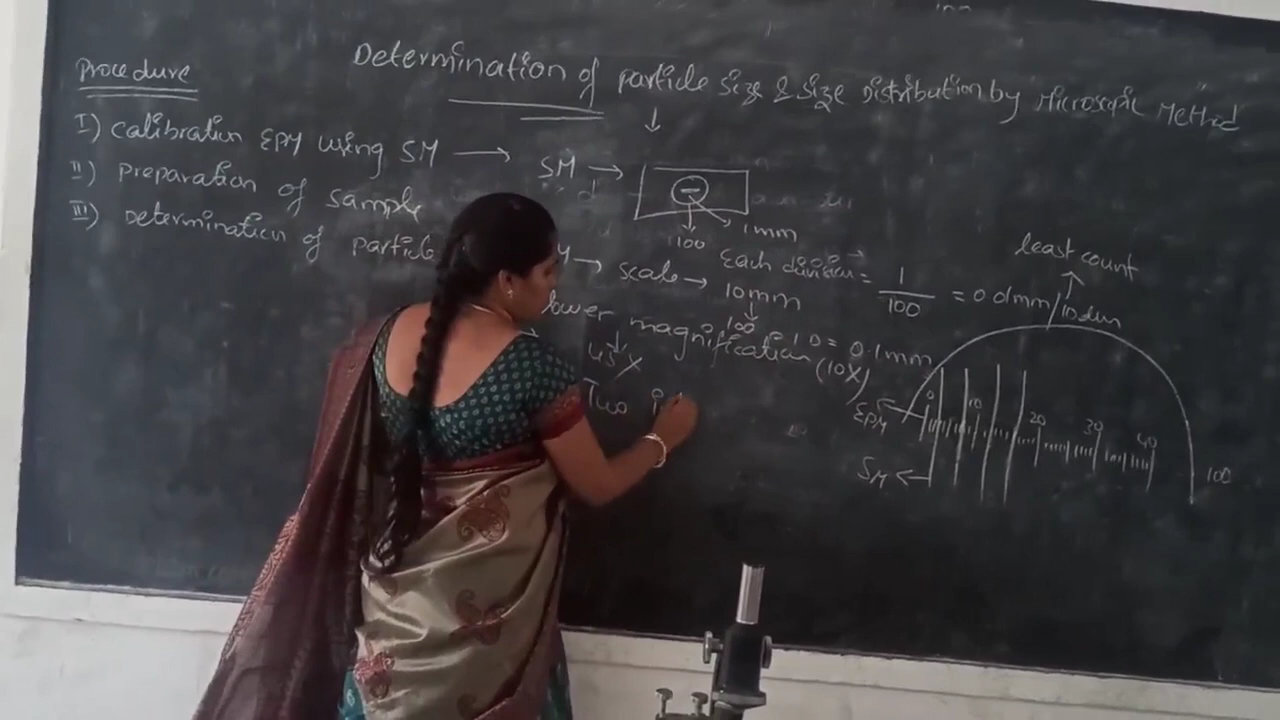 Determination of particle size & size Distribution by Microscopic Method
Procedure
I) calibration EPM using SM →
II) preparation of sample
III) Determination of particle
SM →
1mm
100
Each division = 1/100 = 0.01mm/1div
→ scale → 10mm
100
10 = 0.1mm
lower magnification (10X)
45X
Two
least count
EPM
SM
0
10
20
30
40
100